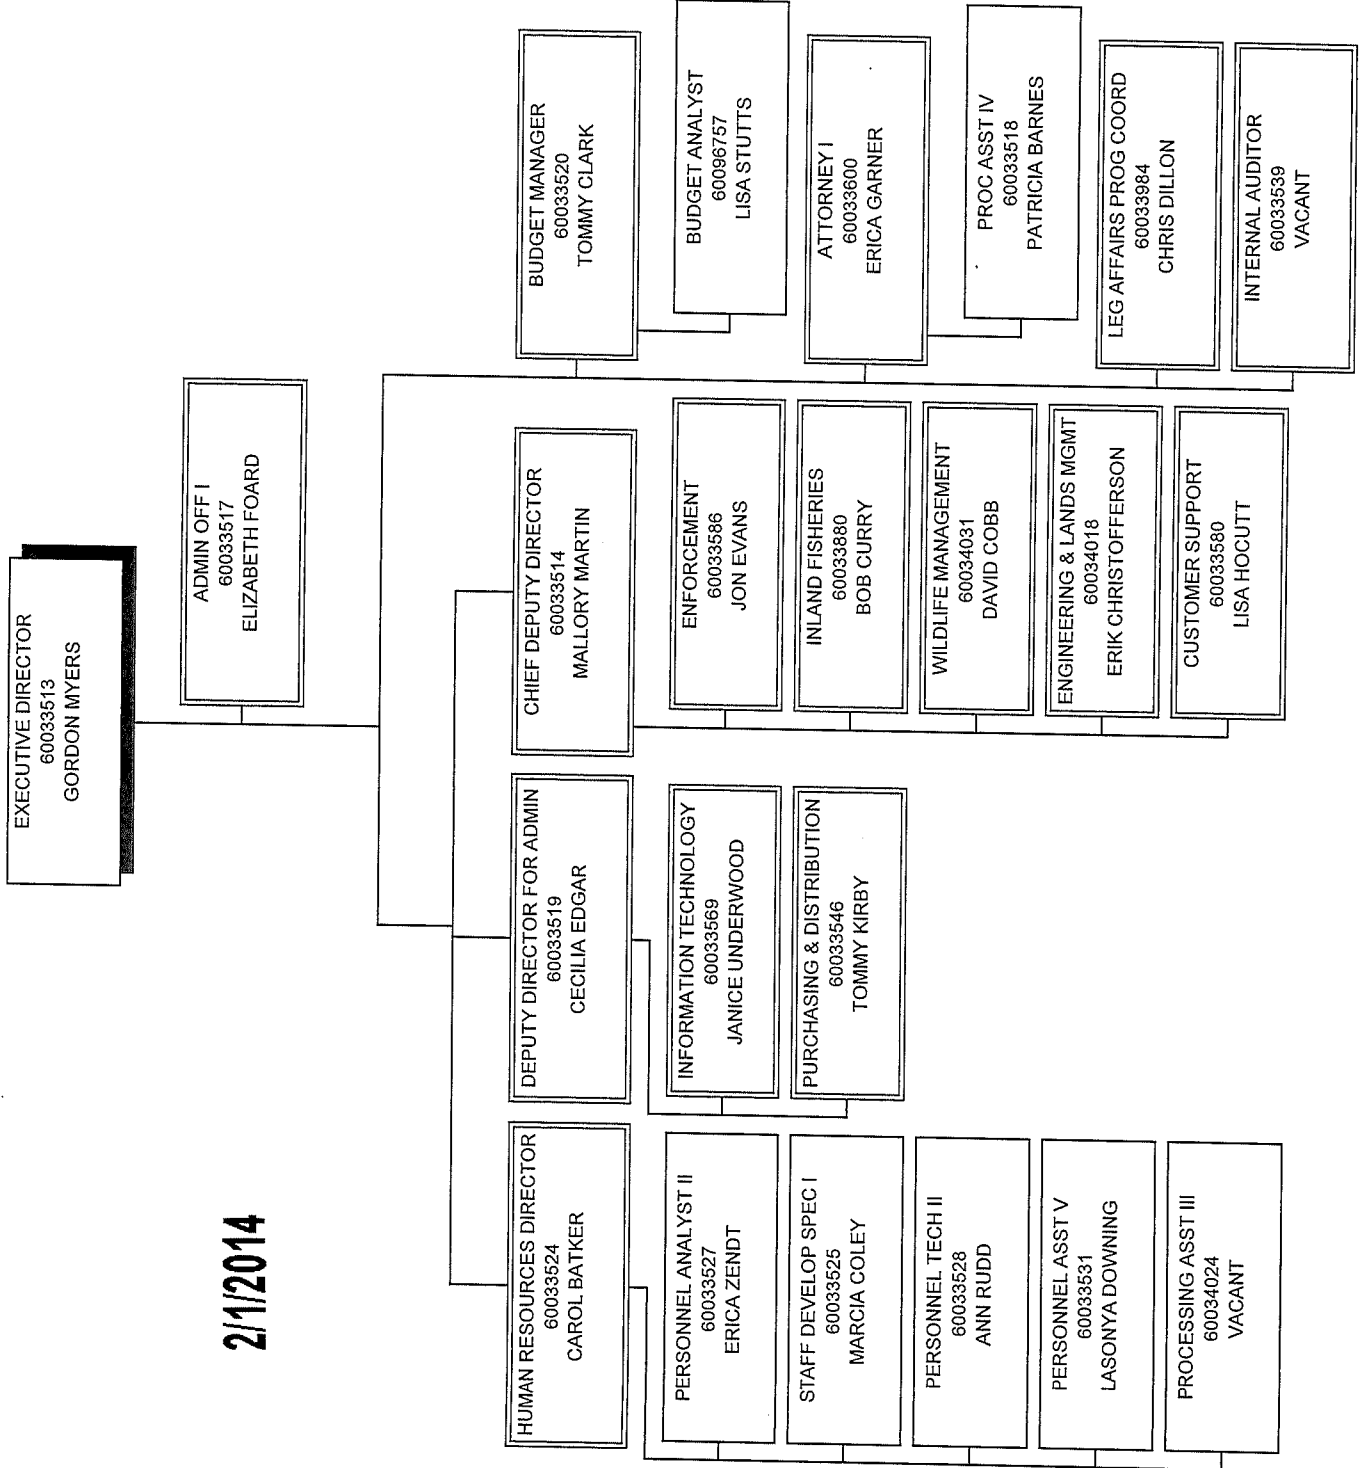 2/1/2014
EXECUTIVE DIRECTOR
60033513
GORDON MYERS
ADMIN OFF I
60033517
ELIZABETH FOARD
HUMAN RESOURCES DIRECTOR
60033524
CAROL BATKER
PERSONNEL ANALYST II
60033527
ERICA ZENDT
STAFF DEVELOP SPEC I
60033525
MARCIA COLEY
PERSONNEL TECH II
60033528
ANN RUDD
PERSONNEL ASST V
60033531
LASONYA DOWNING
PROCESSING ASST III
60034024
VACANT
DEPUTY DIRECTOR FOR ADMIN
60033519
CECILIA EDGAR
INFORMATION TECHNOLOGY
60033569
JANICE UNDERWOOD
PURCHASING & DISTRIBUTION
60033546
TOMMY KIRBY
CHIEF DEPUTY DIRECTOR
60033514
MALLORY MARTIN
ENFORCEMENT
60033586
JON EVANS
INLAND FISHERIES
60033880
BOB CURRY
WILDLIFE MANAGEMENT
60034031
DAVID COBB
ENGINEERING & LANDS MGMT
60034018
ERIK CHRISTOFFERSON
CUSTOMER SUPPORT
60033580
LISA HOCUTT
BUDGET MANAGER
60033520
TOMMY CLARK
BUDGET ANALYST
60096757
LISA STUTTS
ATTORNEY I
60033600
ERICA GARNER
PROC ASST IV
60033518
PATRICIA BARNES
LEG AFFAIRS PROG COORD
60033984
CHRIS DILLON
INTERNAL AUDITOR
60033539
VACANT